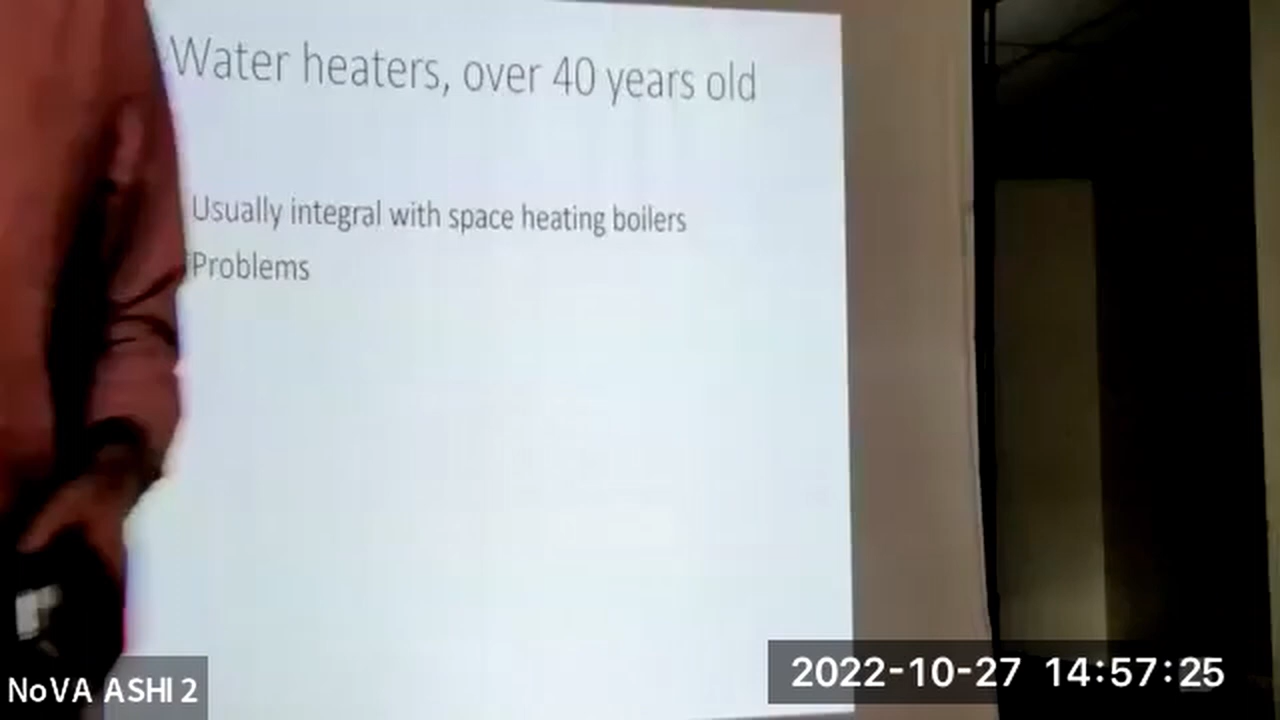 Water heaters, over 40 years old
Usually integral with space heating boilers
Problems
NoVA ASHI 2
2022-10-27 14:57:25